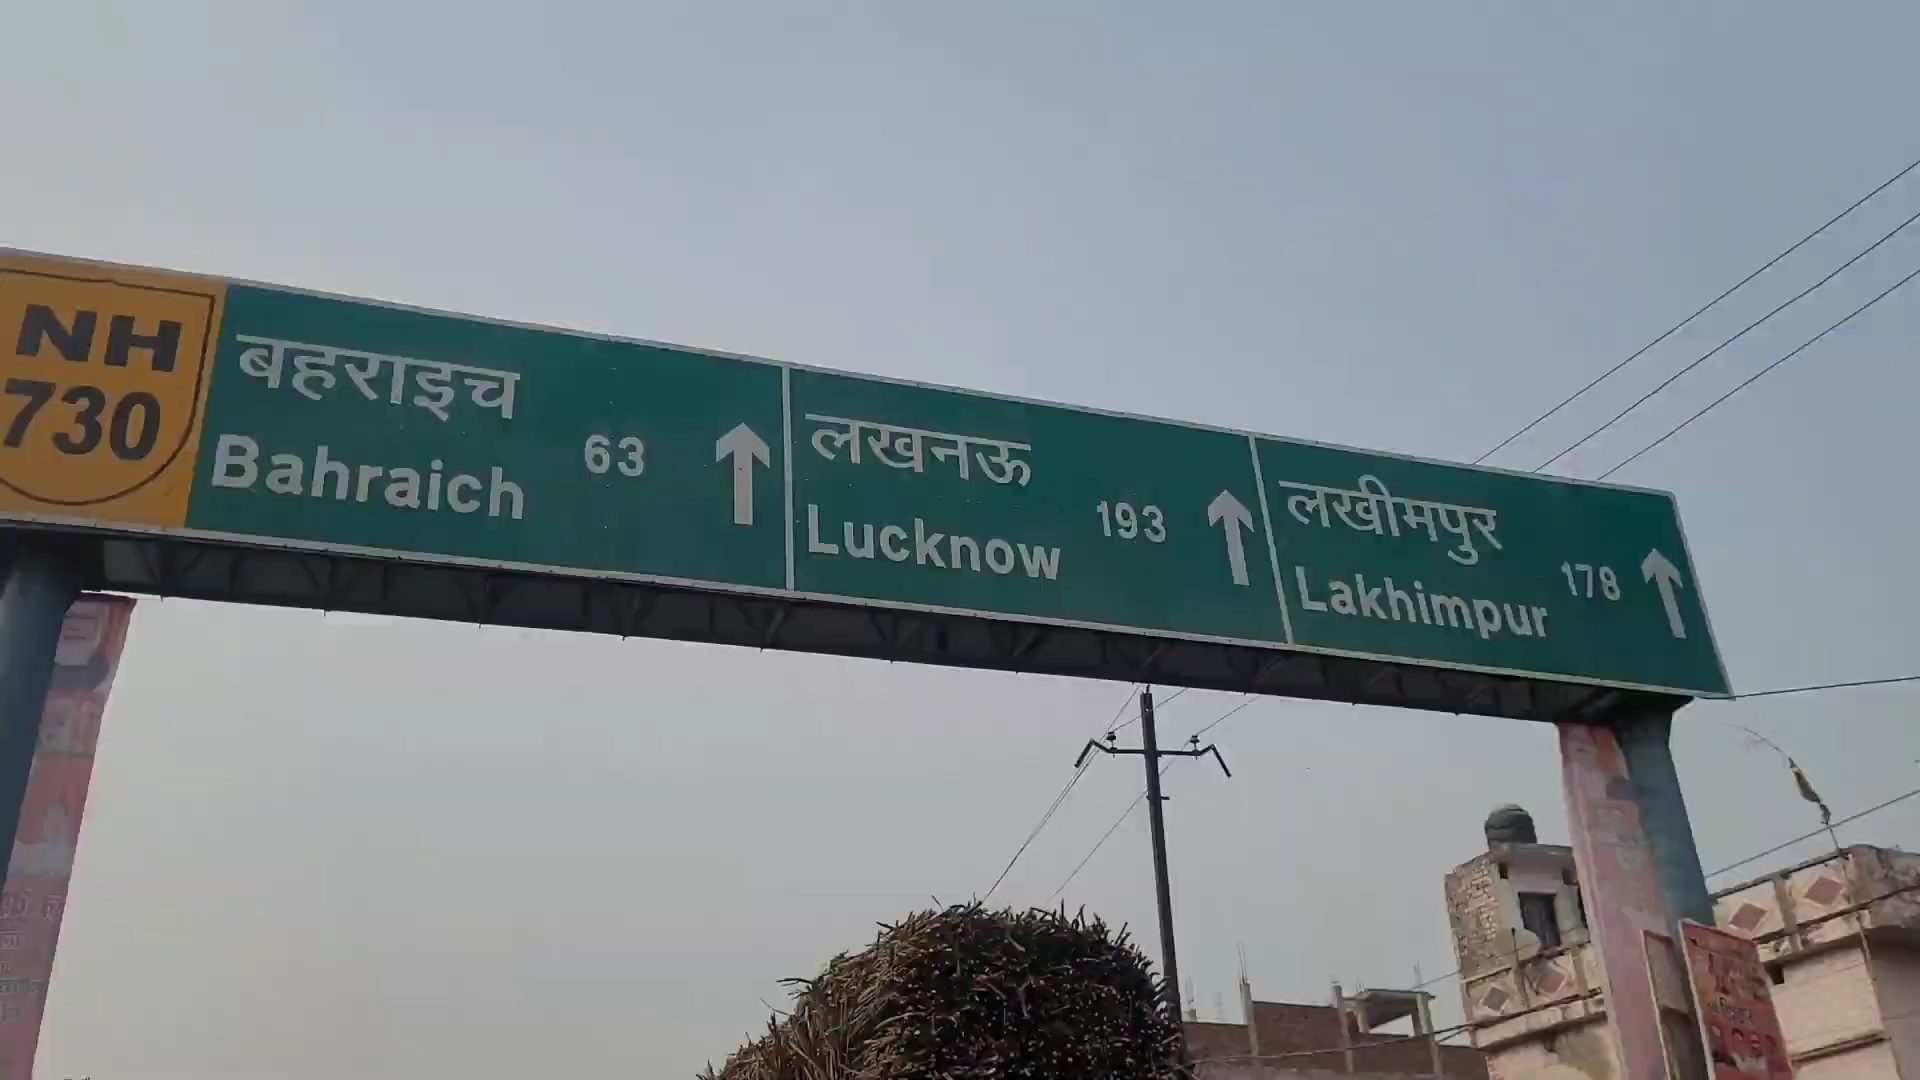 NH
730
बहराइच
Bahraich
63
लखनऊ
Lucknow
193
लखीमपुर
Lakhimpur
178